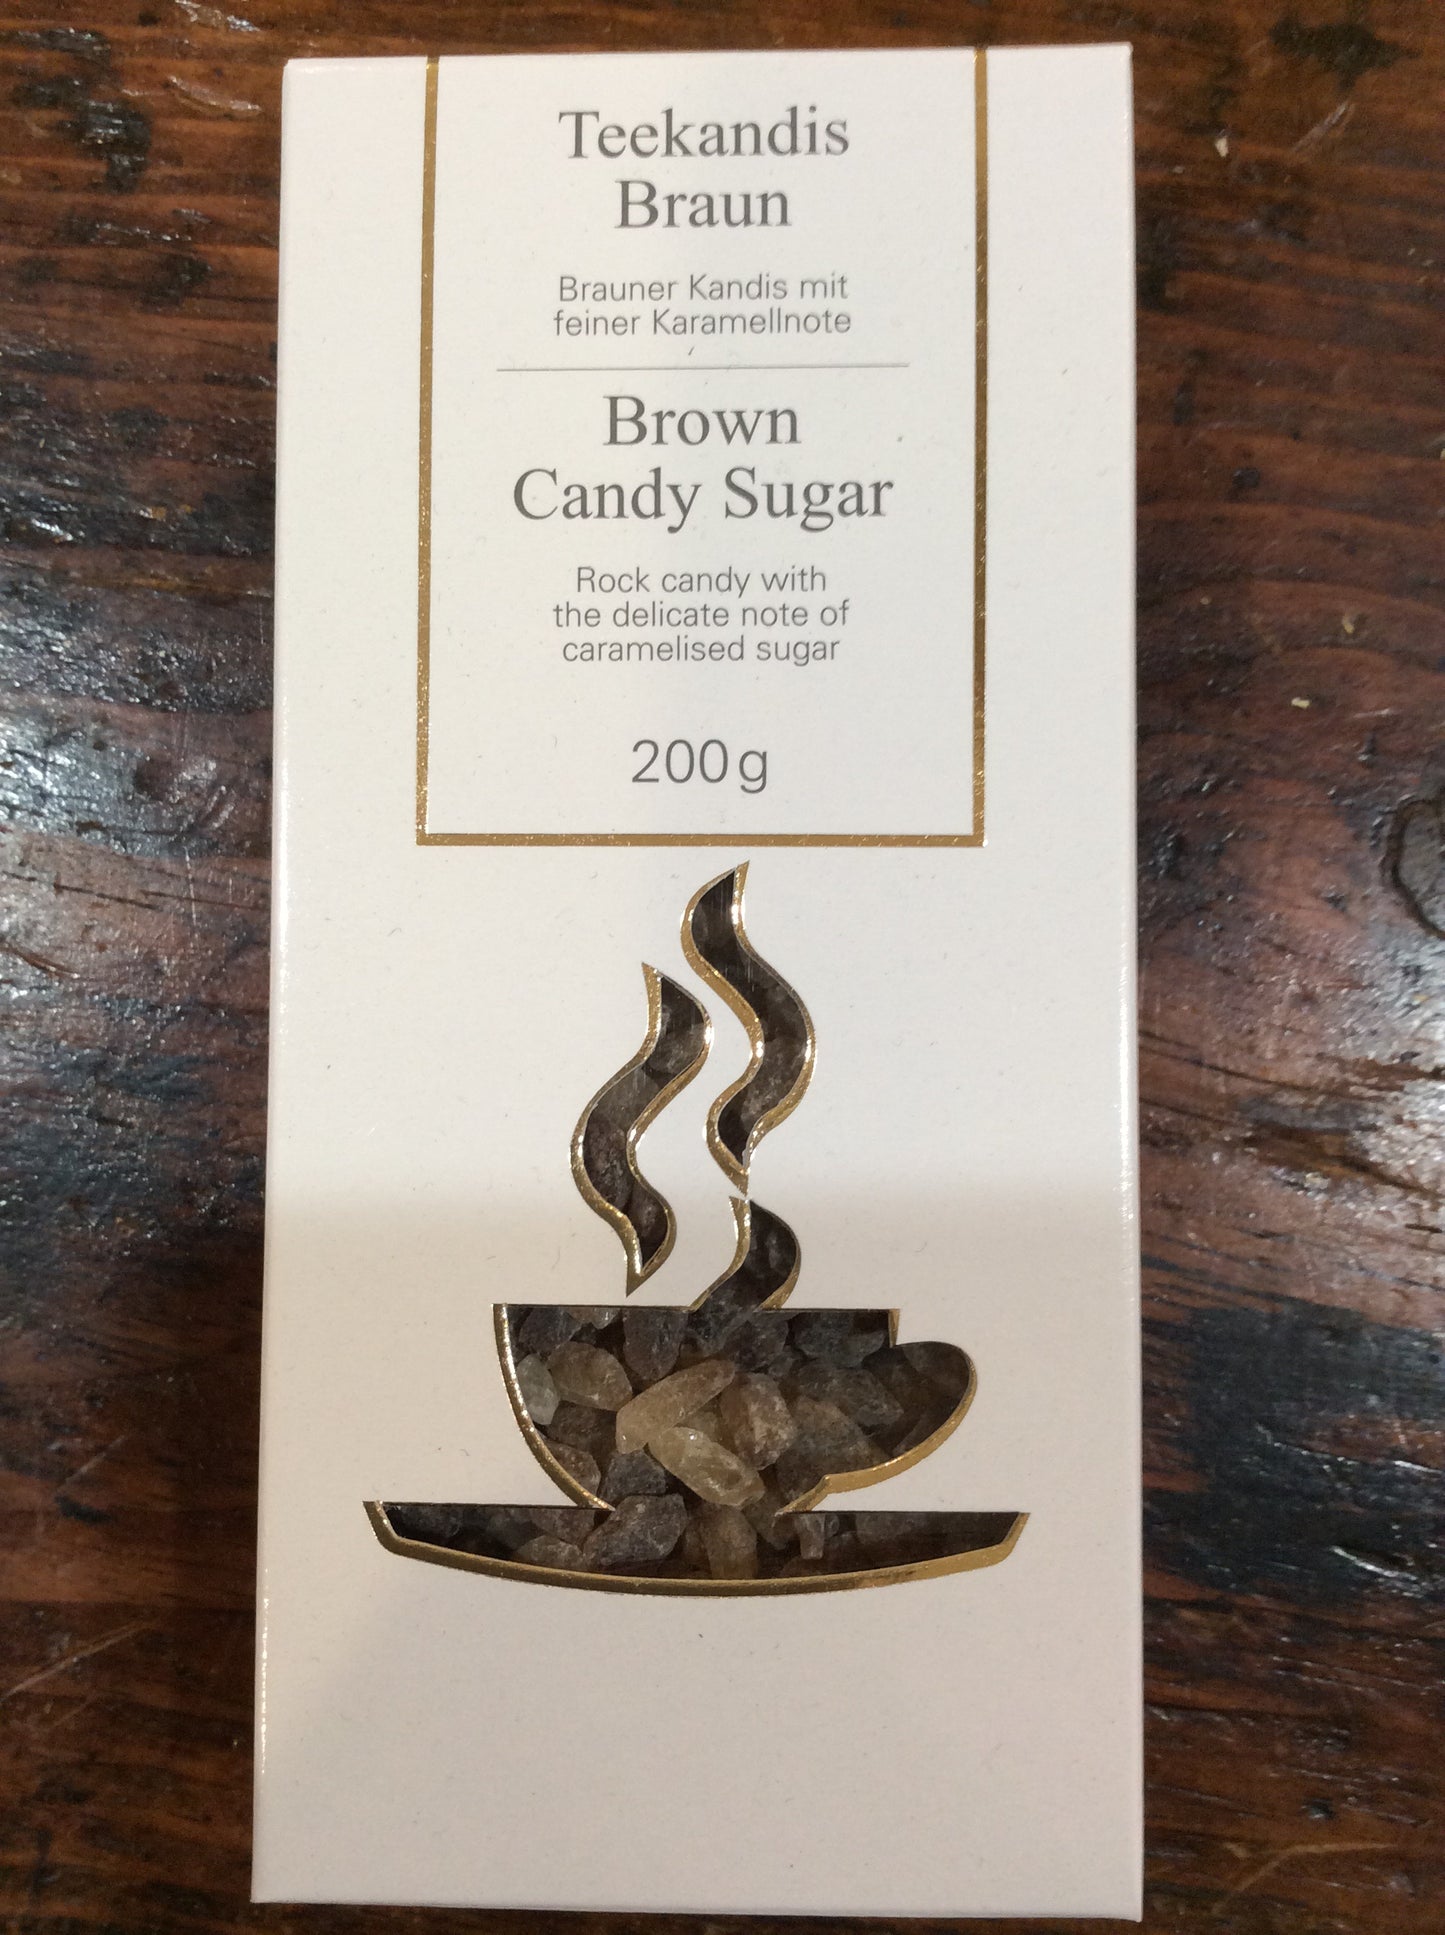 Teekandis
Braun
Brauner Kandis mit
feiner Karamellnote
Brown
Candy Sugar
Rock candy with
the delicate note of
caramelised sugar
200g